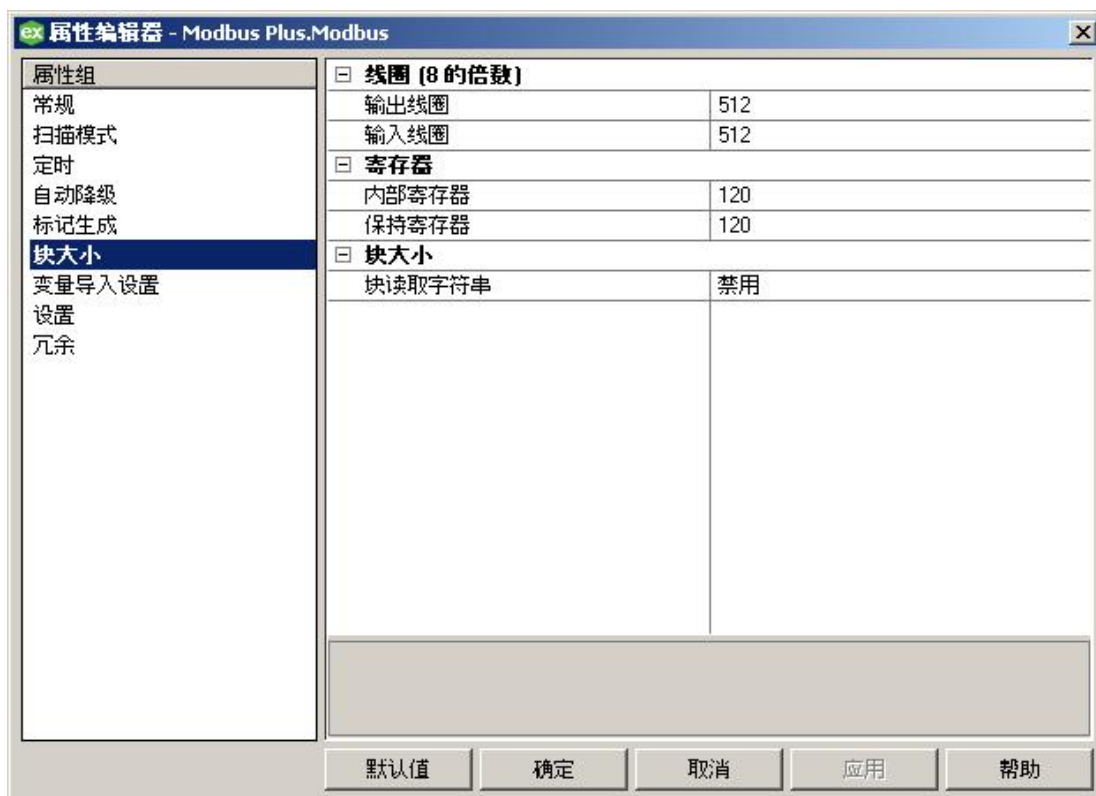 ex 属性编辑器 - Modbus Plus.Modbus
属性组
常规
扫描模式
定时
自动降级
标记生成
块大小
变量导入设置
设置
冗余
线圈 (8 的倍数)
输出线圈 512
输入线圈 512
寄存器
内部寄存器 120
保持寄存器 120
块大小
块读取字符串 禁用
默认值 确定 取消 应用 帮助